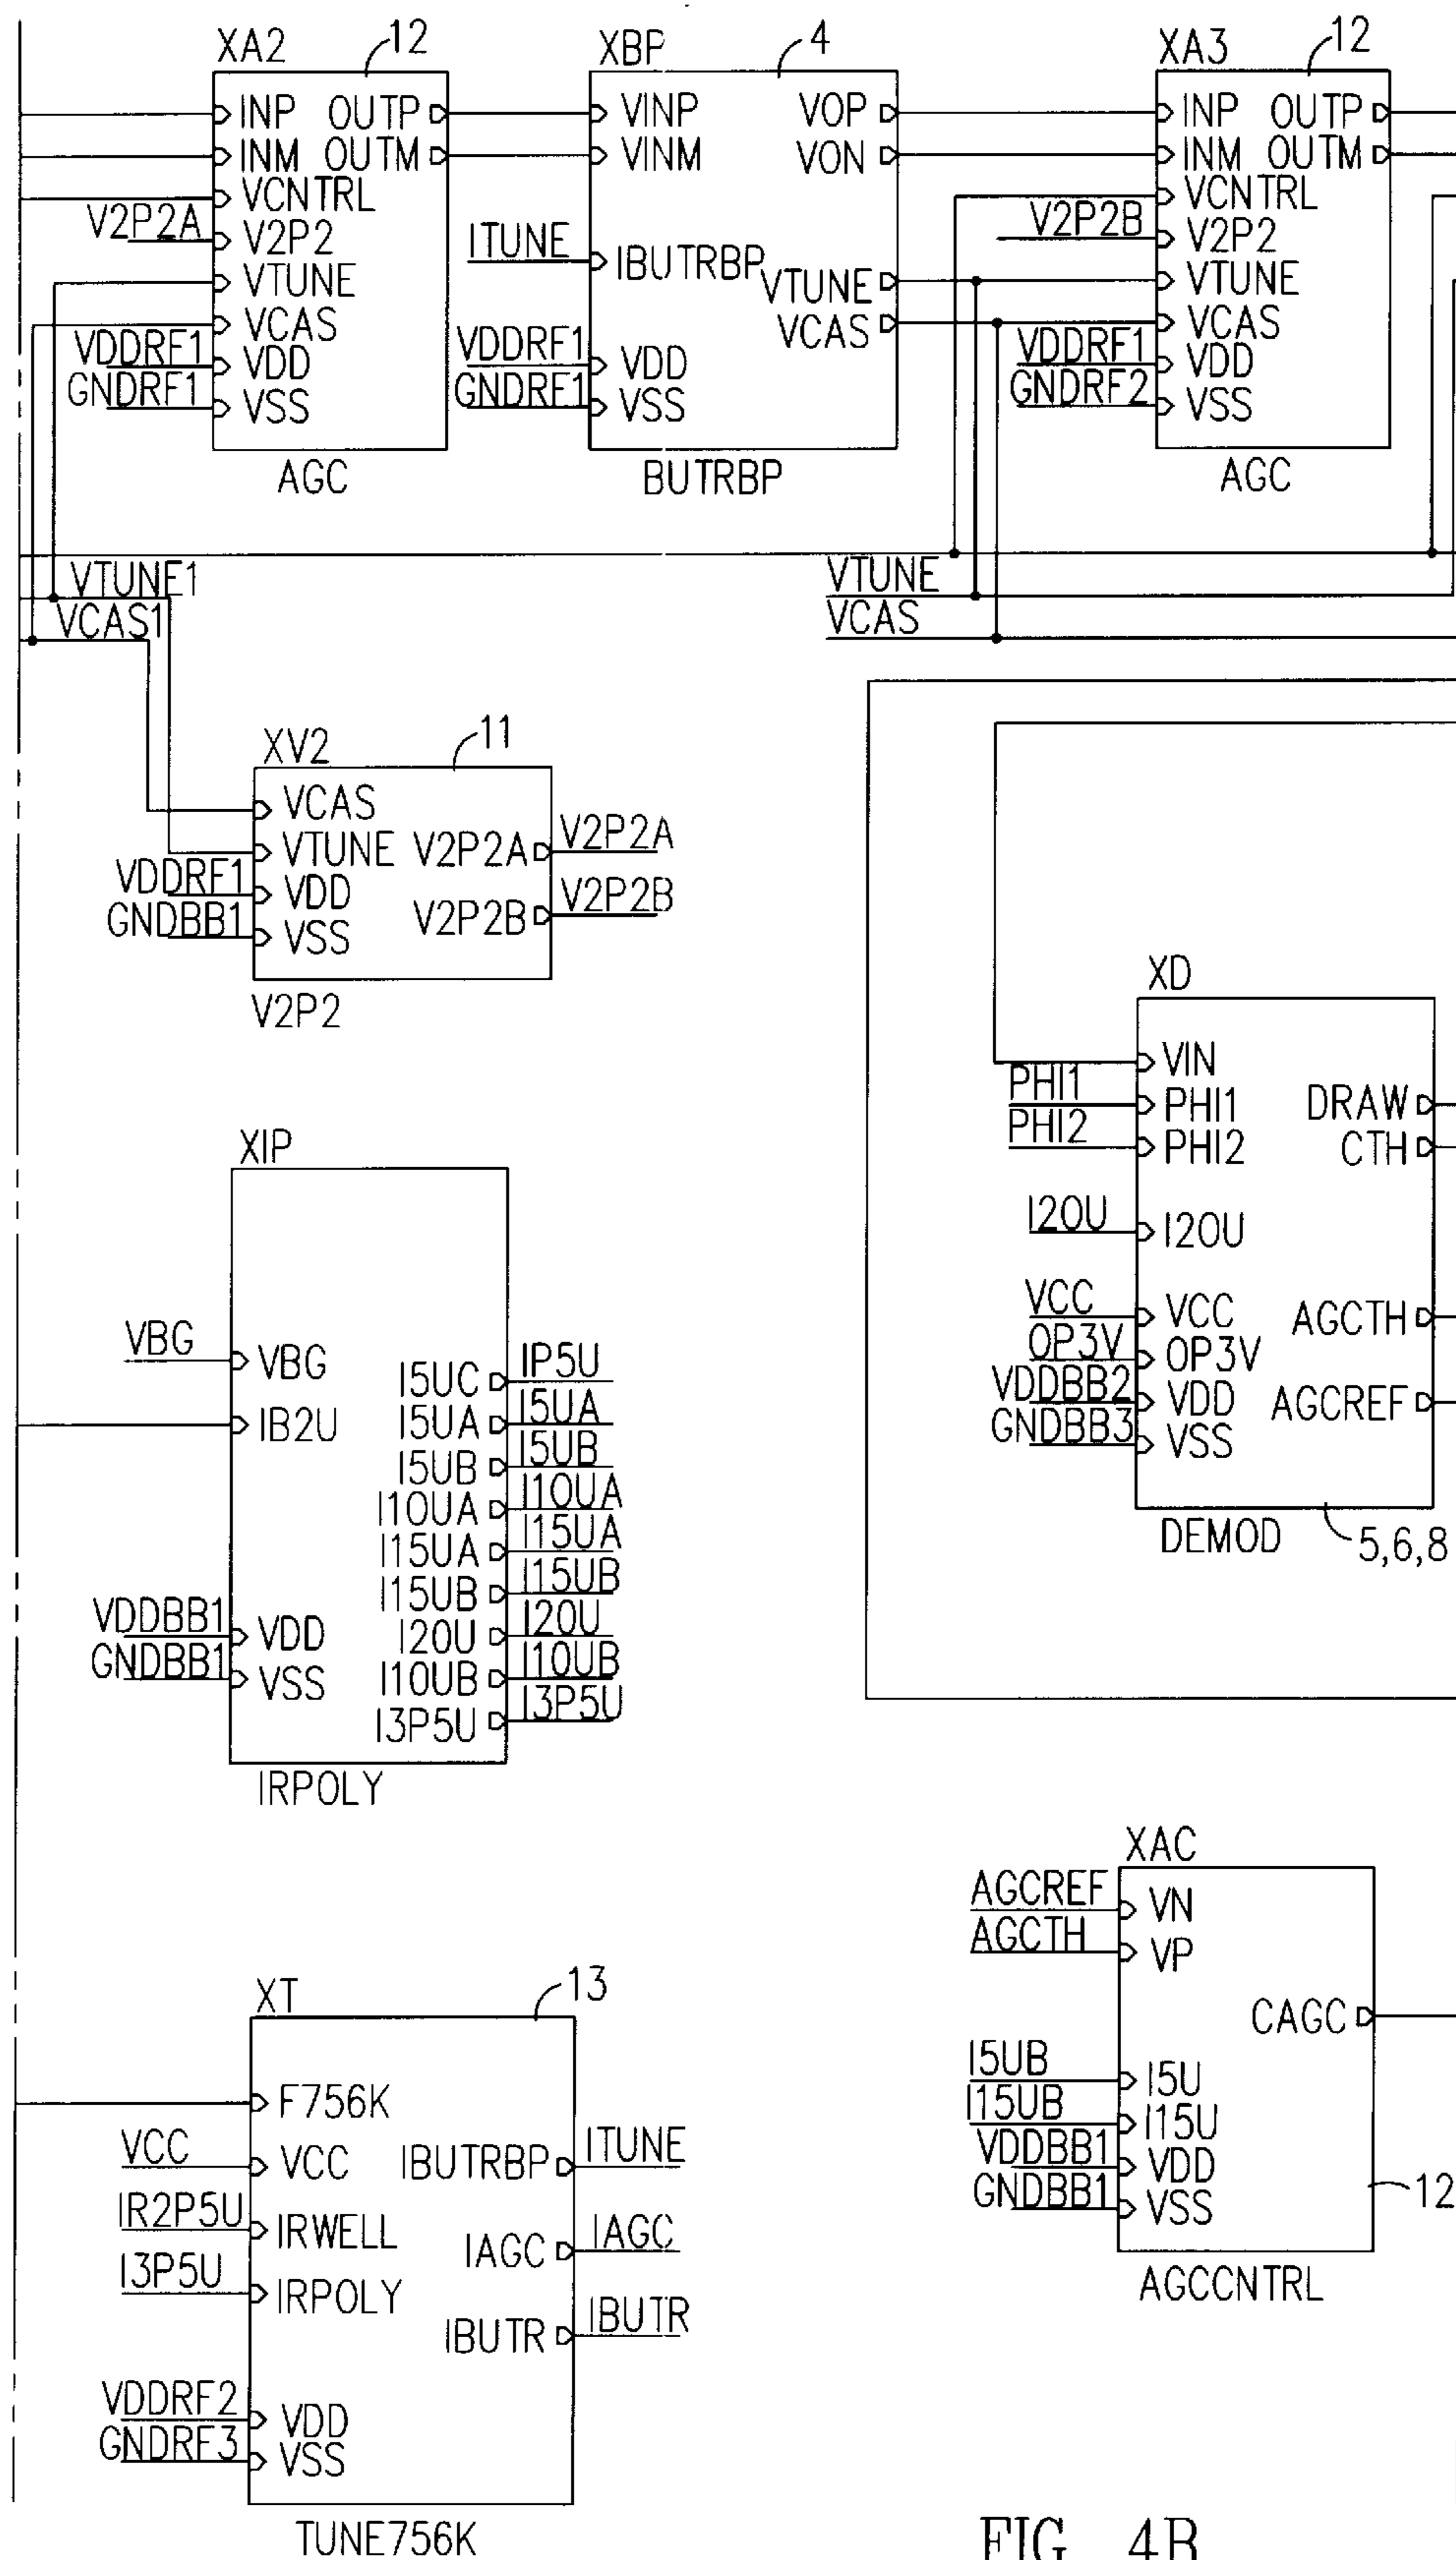 XA2 12 XBP 4 XA3 12
INP OUTP VINP VOP INP OUTP
INM OUTM VINM VON INM OUTM
VCNTRL VCNTRL
V2P2A V2P2 V2P2B V2P2
ITUNE IBUTRBP
VTUNE VTUNE VTUNE
VCAS VCAS VCAS
VDDRF1 VDD VDDRF1 VDD VDDRF1 VDD
GNDRF1 VSS GNDRF1 VSS GNDRF2 VSS
AGC BUTRBP AGC
VTUNE1 VTUNE
VCAS1 VCAS
XV2 11
VCAS
VTUNE V2P2A V2P2A
VDDRF1 VDD
GNDBB1 VSS V2P2B V2P2B
V2P2
XD
VIN
PHI1 PHI1 DRAW
PHI2 PHI2 CTH
I20U I20U
VCC VCC AGCTH
OP3V OP3V
VDDBB2 VDD AGCREF
GNDBB3 VSS
DEMOD 5,6,8
XIP
VBG VBG
I5UC IP5U
IB2U I5UA I5UA
I5UB I5UB
I10UA I10UA
I15UA I15UA
I15UB I15UB
VDDBB1 VDD I20U I20U
GNDBB1 VSS I10UB I10UB
I3P5U I3P5U
IRPOLY
XAC
AGCREF VN
AGCTH VP
CAGC
I5UB I5U
I15UB I15U
VDDBB1 VDD
GNDBB1 VSS
12
AGCCNTRL
XT 13
F756K
VCC VCC IBUTRBP ITUNE
IR2P5U IRWELL IAGC IAGC
I3P5U IRPOLY IBUTR IBUTR
VDDRF2 VDD
GNDRF3 VSS
TUNE756K
FIG. 4B